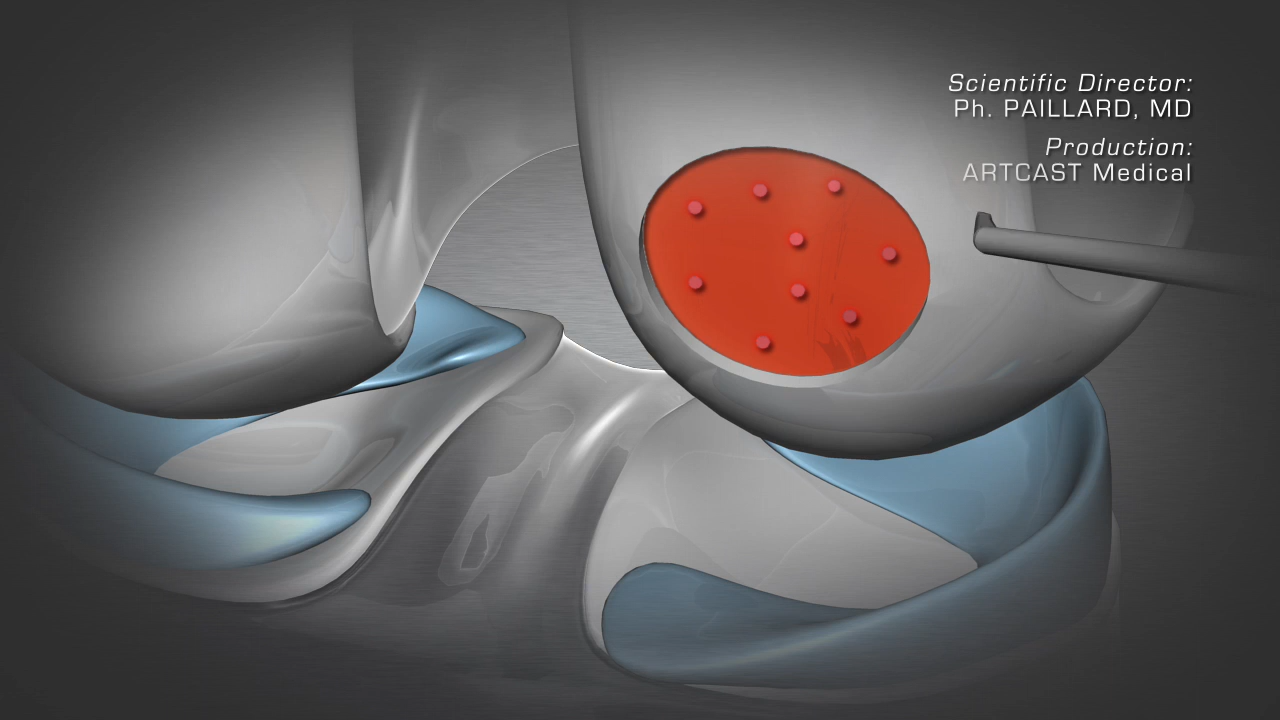 Scientific Director:
Ph. PAILLARD, MD
Production:
ARTCAST Medical